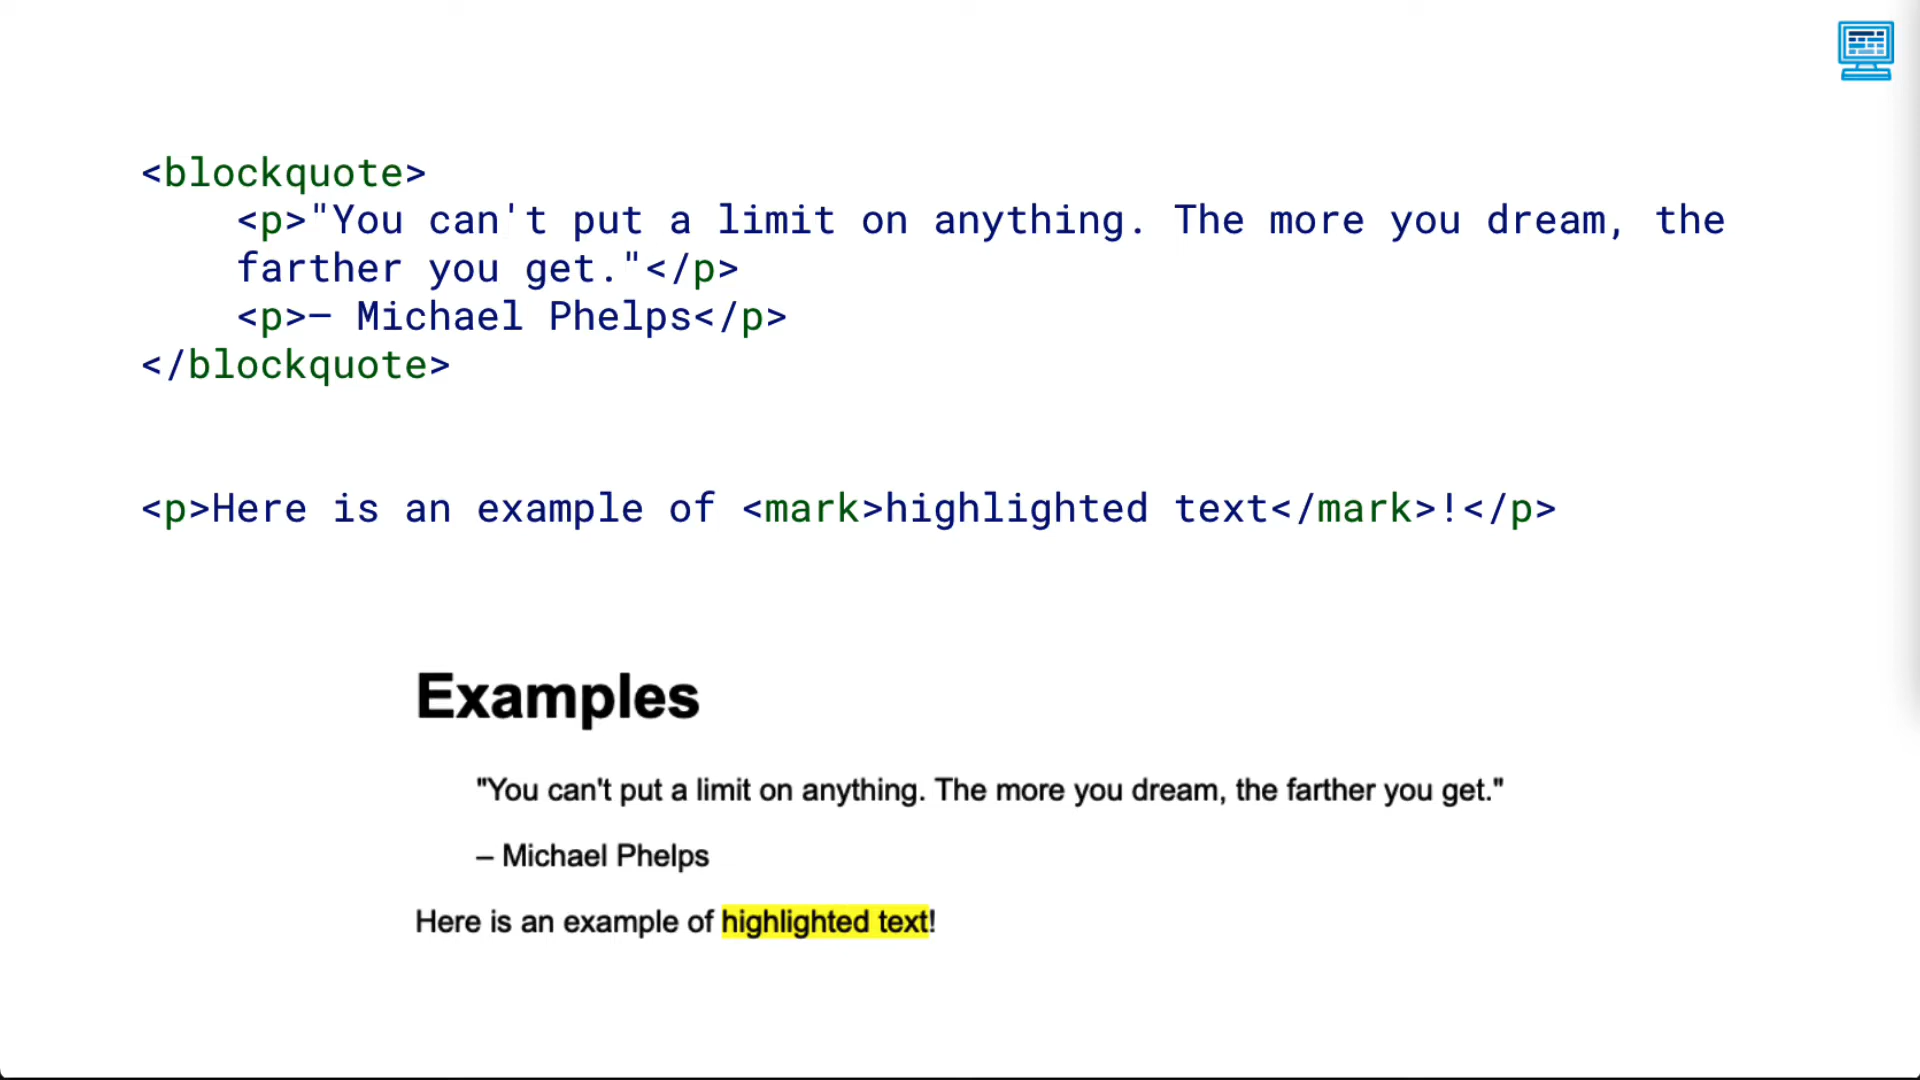 <blockquote>
<p>"You can't put a limit on anything. The more you dream, the
farther you get."</p>
<p>– Michael Phelps</p>
</blockquote>
<p>Here is an example of <mark>highlighted text</mark>!</p>
Examples
"You can't put a limit on anything. The more you dream, the farther you get."
– Michael Phelps
Here is an example of highlighted text!